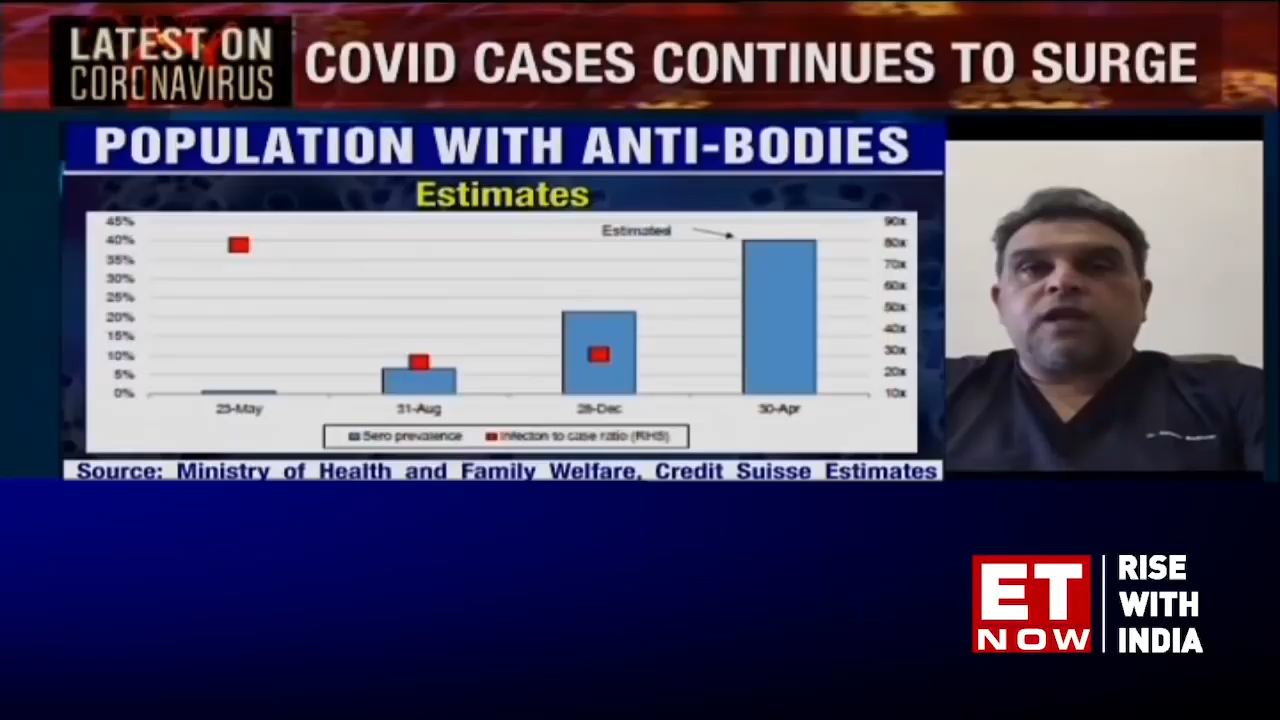 LATEST ON
CORONAVIRUS
COVID CASES CONTINUES TO SURGE
POPULATION WITH ANTI-BODIES
Estimates
45%
40%
35%
30%
25%
20%
15%
10%
5%
0%
Estimated
90x
80x
70x
60x
50x
40x
30x
20x
10x
23-May
31-Aug
28-Dec
30-Apr
Sero prevalence
Infection to case ratio (RHS)
Source: Ministry of Health and Family Welfare, Credit Suisse Estimates
ET
NOW
RISE
WITH
INDIA